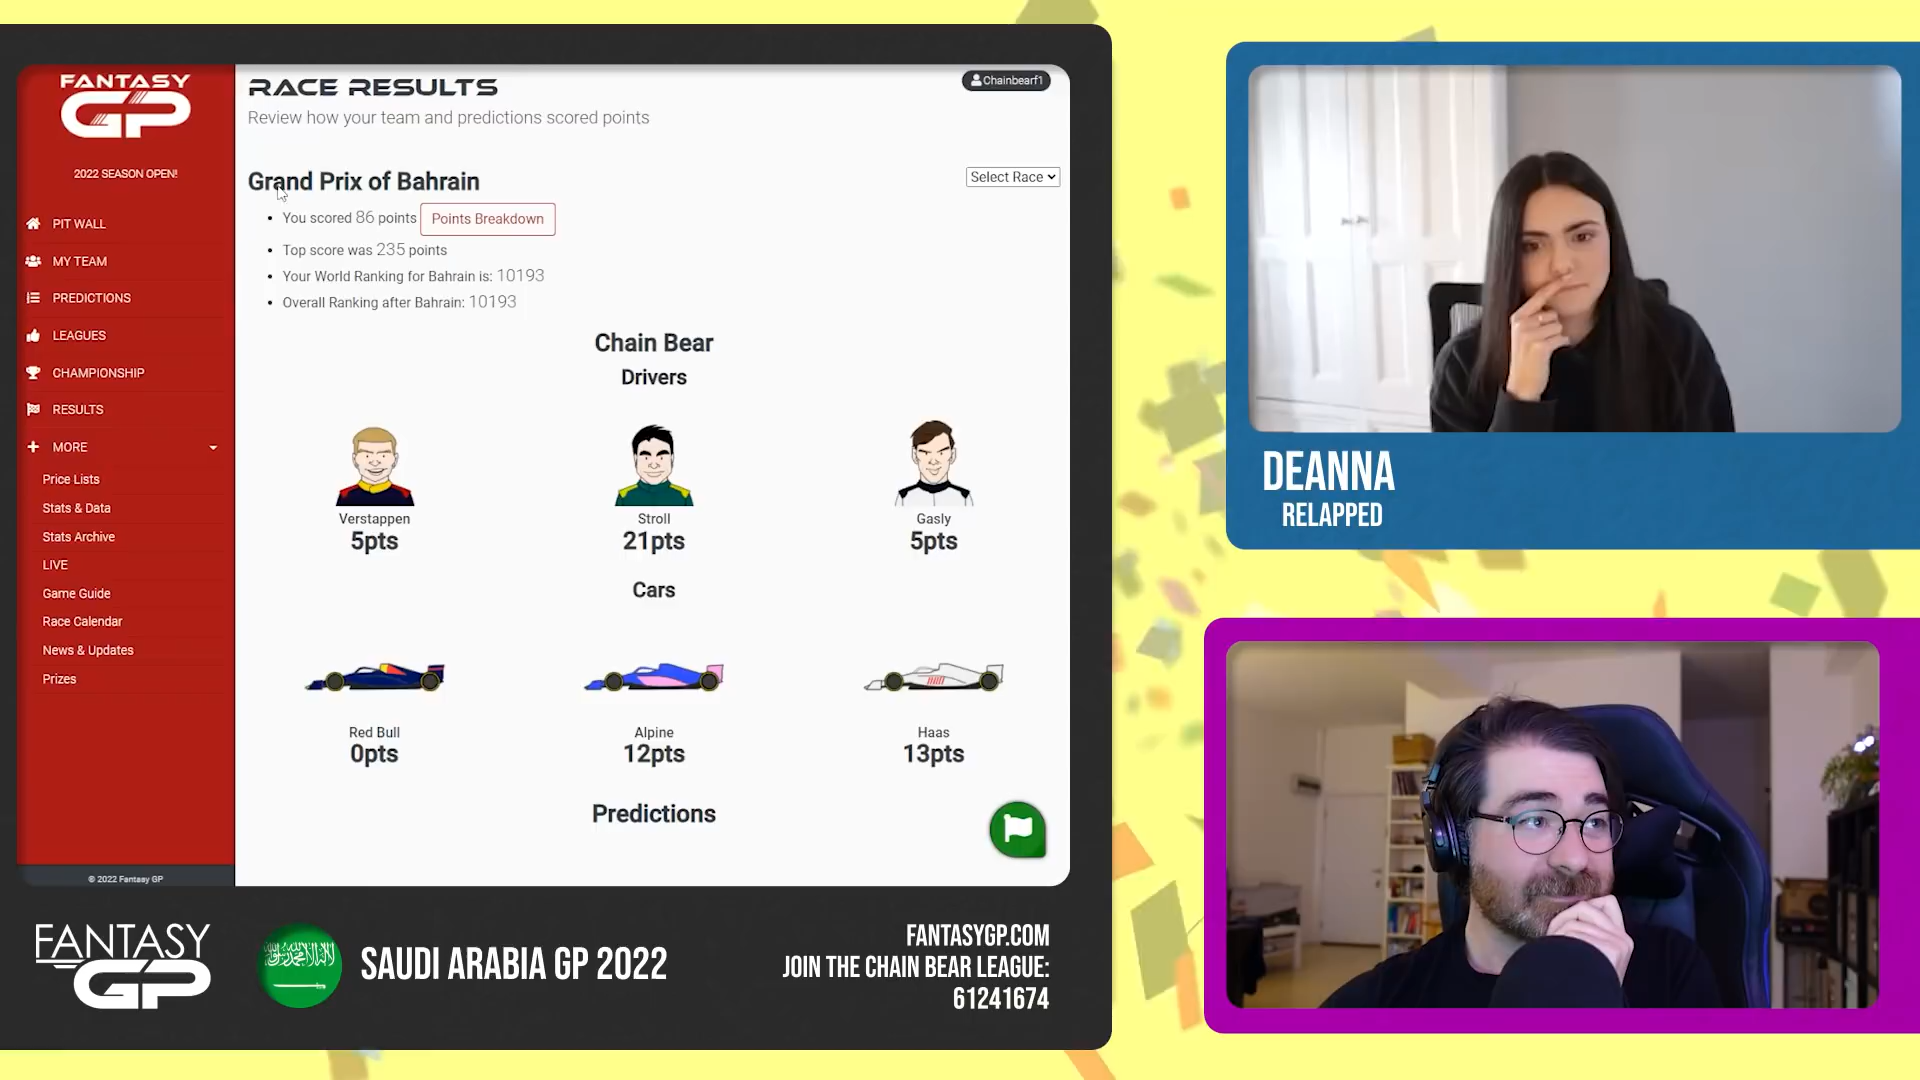 FANTASY
GP
2022 SEASON OPEN!
PIT WALL
MY TEAM
PREDICTIONS
LEAGUES
CHAMPIONSHIP
RESULTS
MORE
Price Lists
Stats & Data
Stats Archive
LIVE
Game Guide
Race Calendar
News & Updates
Prizes
© 2022 Fantasy GP
RACE RESULTS
Chainbearf1
Review how your team and predictions scored points
Grand Prix of Bahrain
Select Race
You scored 86 points Points Breakdown
Top score was 235 points
Your World Ranking for Bahrain is: 10193
Overall Ranking after Bahrain: 10193
Chain Bear
Drivers
Verstappen
5pts
Stroll
21pts
Gasly
5pts
Cars
Red Bull
0pts
Alpine
12pts
Haas
13pts
Predictions
FANTASY
GP
SAUDI ARABIA GP 2022
FANTASYGP.COM
JOIN THE CHAIN BEAR LEAGUE:
61241674
DEANNA
RELAPPED